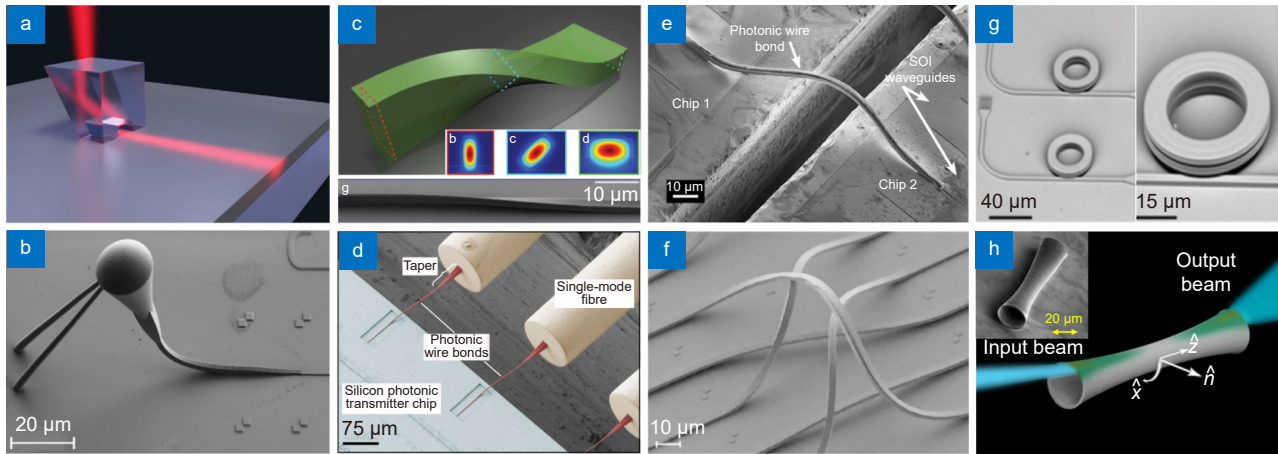 a
b
20 μm
c
b
c
d
g
10 μm
d
Taper
Single-mode
fibre
Photonic
wire bonds
Silicon photonic
transmitter chip
75 μm
e
Photonic wire
bond
SOI
waveguides
Chip 1
Chip 2
10 μm
f
10 μm
g
40 μm
15 μm
h
20 μm
Input beam
Output
beam
ẑ
n̂
x̂